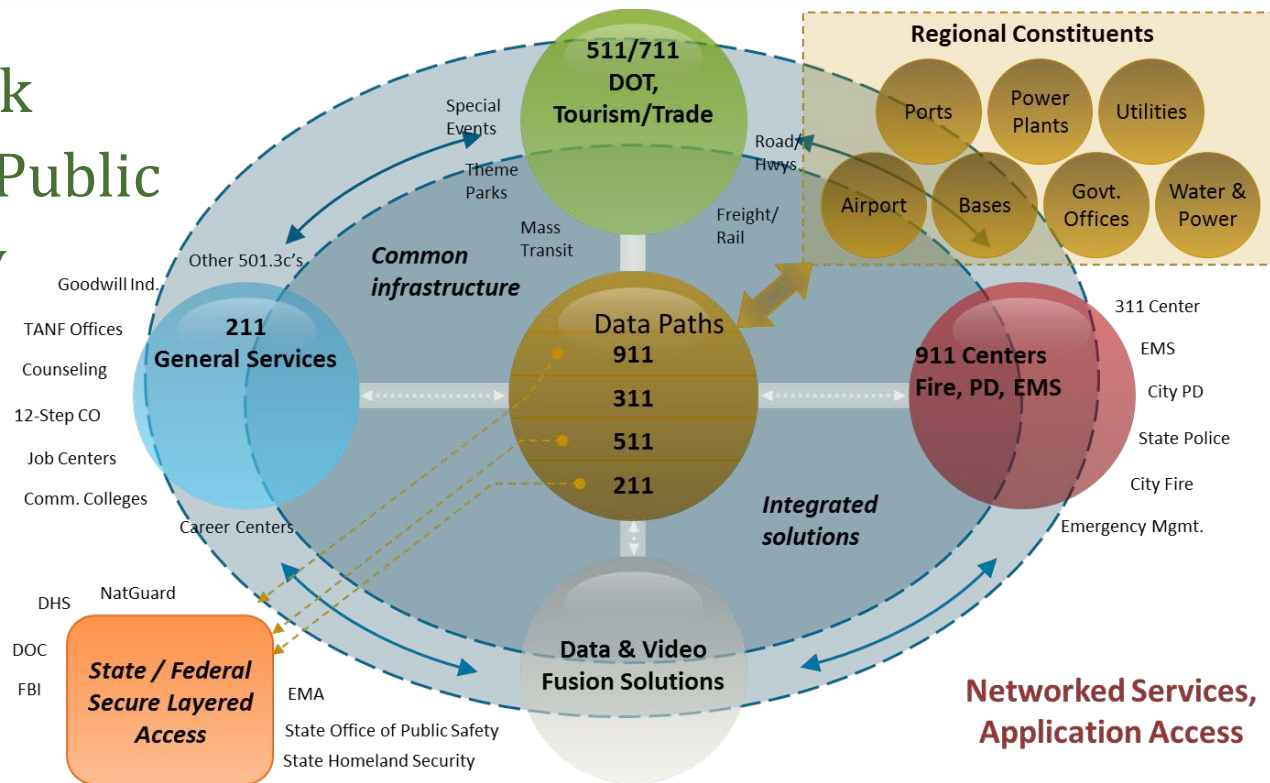 k
Public
511/711
DOT,
Tourism/Trade
Special
Events
Theme
Parks
Mass
Transit
Road/
Hwys.
Freight/
Rail
Regional Constituents
Ports
Power
Plants
Utilities
Airport
Bases
Govt.
Offices
Water &
Power
Common
infrastructure
Other 501.3c's
Goodwill Ind.
TANF Offices
Counseling
12-Step CO
Job Centers
Comm. Colleges
Career Centers
211
General Services
Data Paths
911
311
511
211
911 Centers
Fire, PD, EMS
311 Center
EMS
City PD
State Police
City Fire
Emergency Mgmt.
Integrated
solutions
Data & Video
Fusion Solutions
NatGuard
DHS
DOC
FBI
State / Federal
Secure Layered
Access
EMA
State Office of Public Safety
State Homeland Security
Networked Services,
Application Access